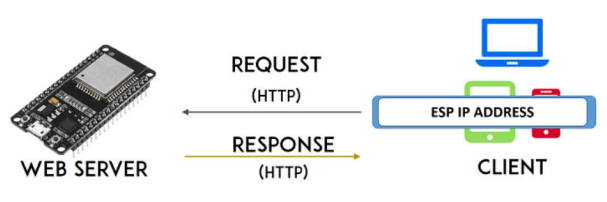 REQUEST
(HTTP)
ESP IP ADDRESS
RESPONSE
(HTTP)
WEB SERVER
CLIENT